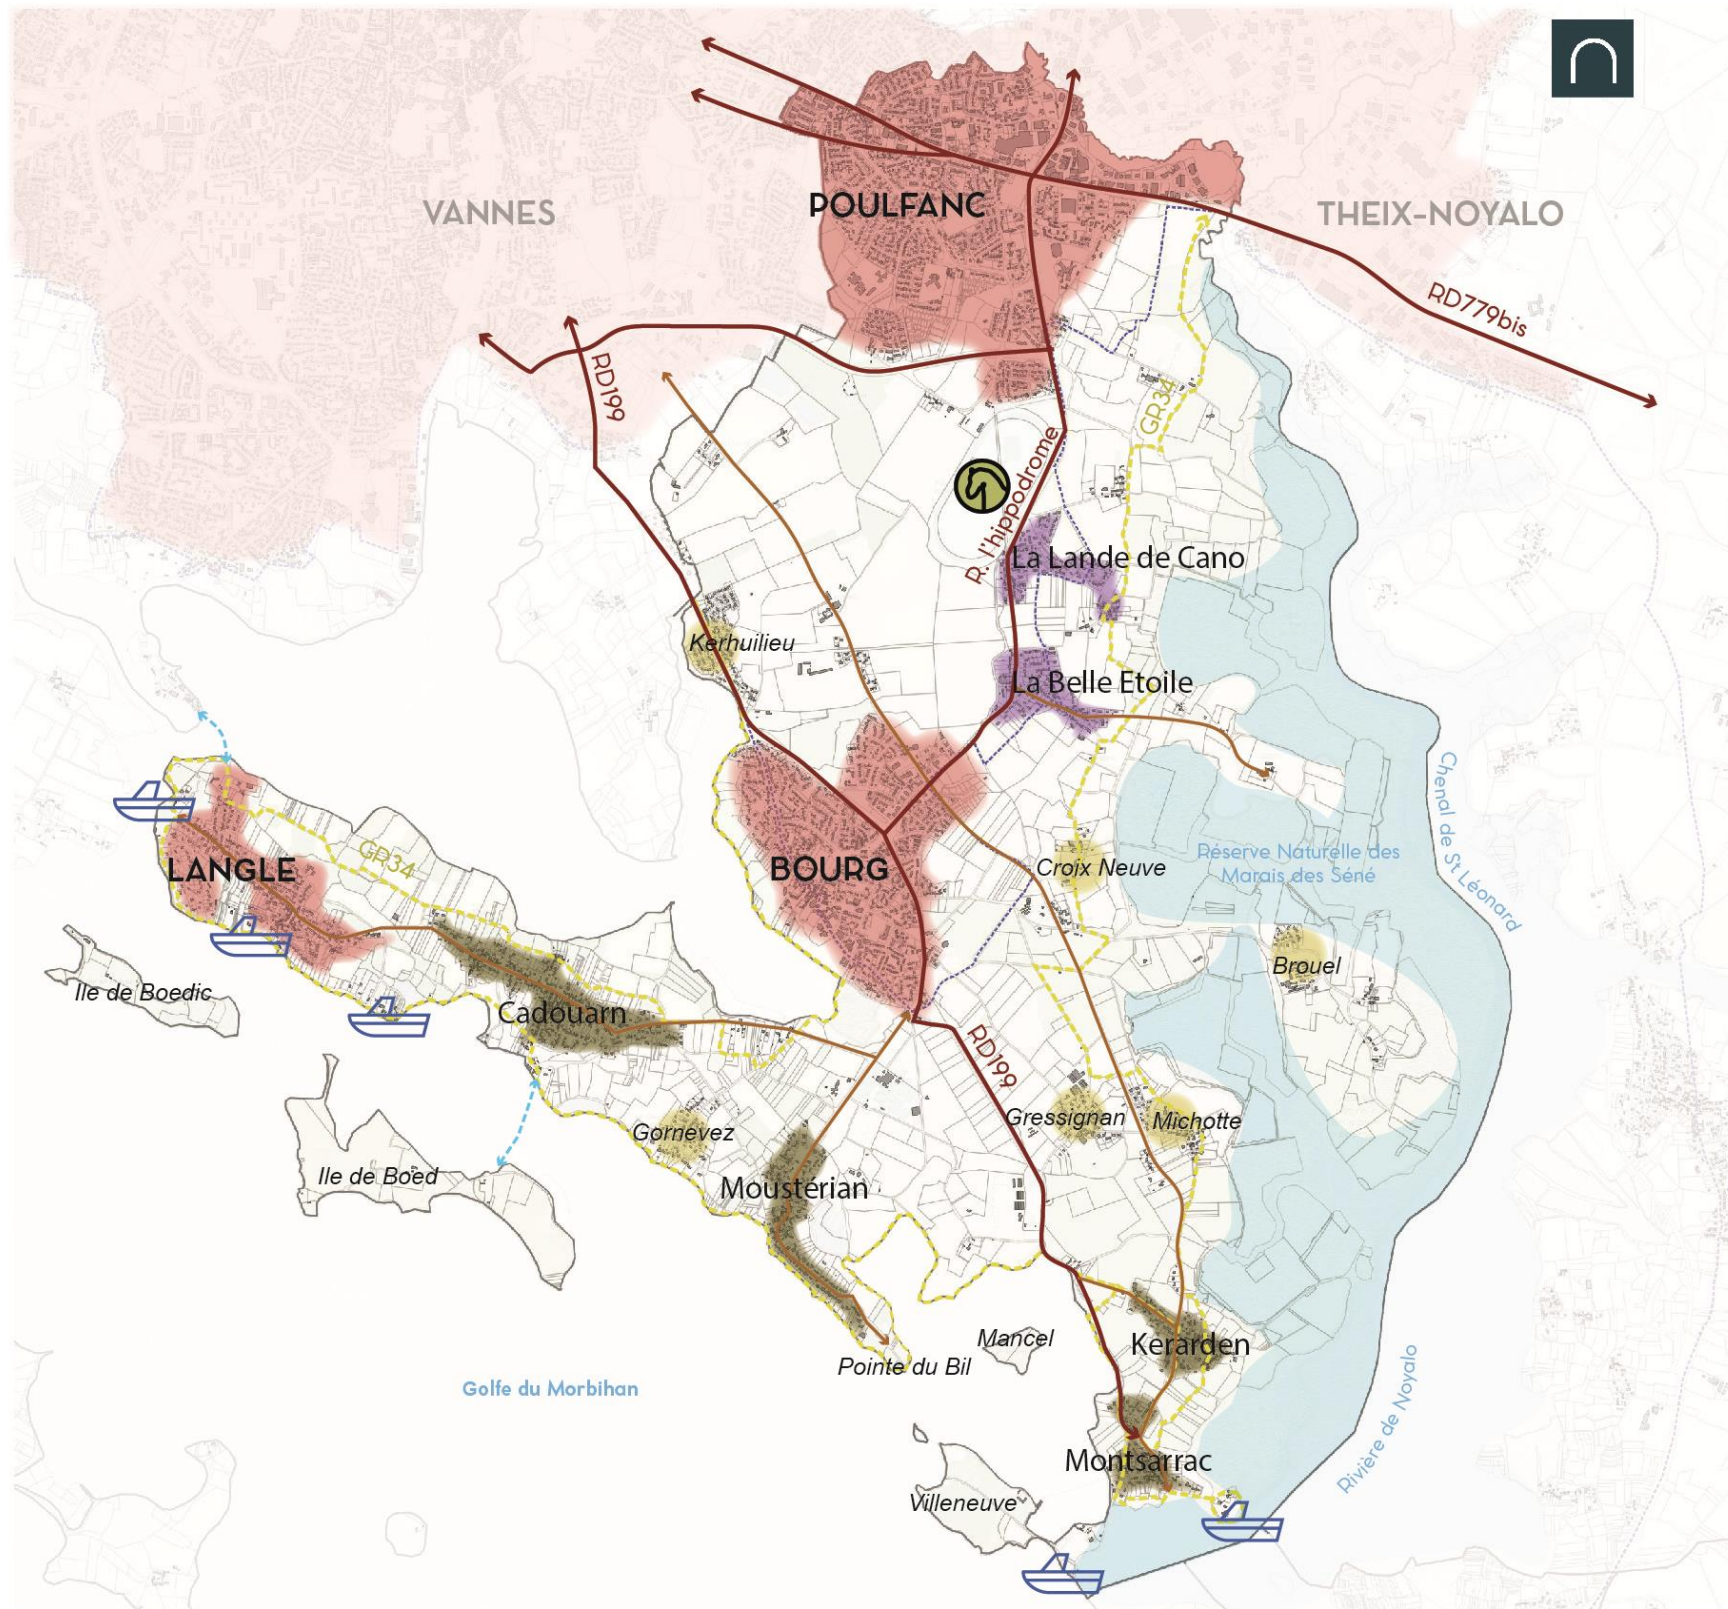 VANNES
POULFANC
THEIX-NOYALO
RD779bis
RD199
GR34
R. l'hippodrome
La Lande de Cano
Kerhuilieu
La Belle Etoile
Chenal de St Léonard
LANGLE
GR34
BOURG
Croix Neuve
Réserve Naturelle des
Marais des Séné
Brouel
Ile de Boedic
Cadouarn
RD199
Gressignan
Michotte
Gornevez
Ile de Boed
Moustérian
Mancel
Kerarden
Pointe du Bil
Golfe du Morbihan
Rivière de Noyalo
Montsarrac
Villeneuve